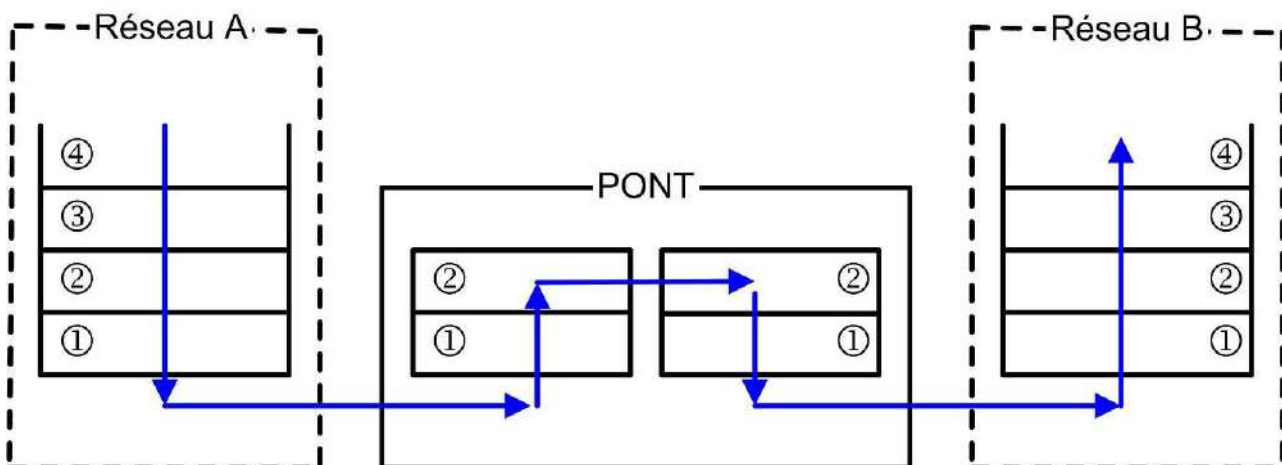 Réseau A
Réseau B
④ ④
PONT
③ ③
② ② ② ②
① ① ① ①